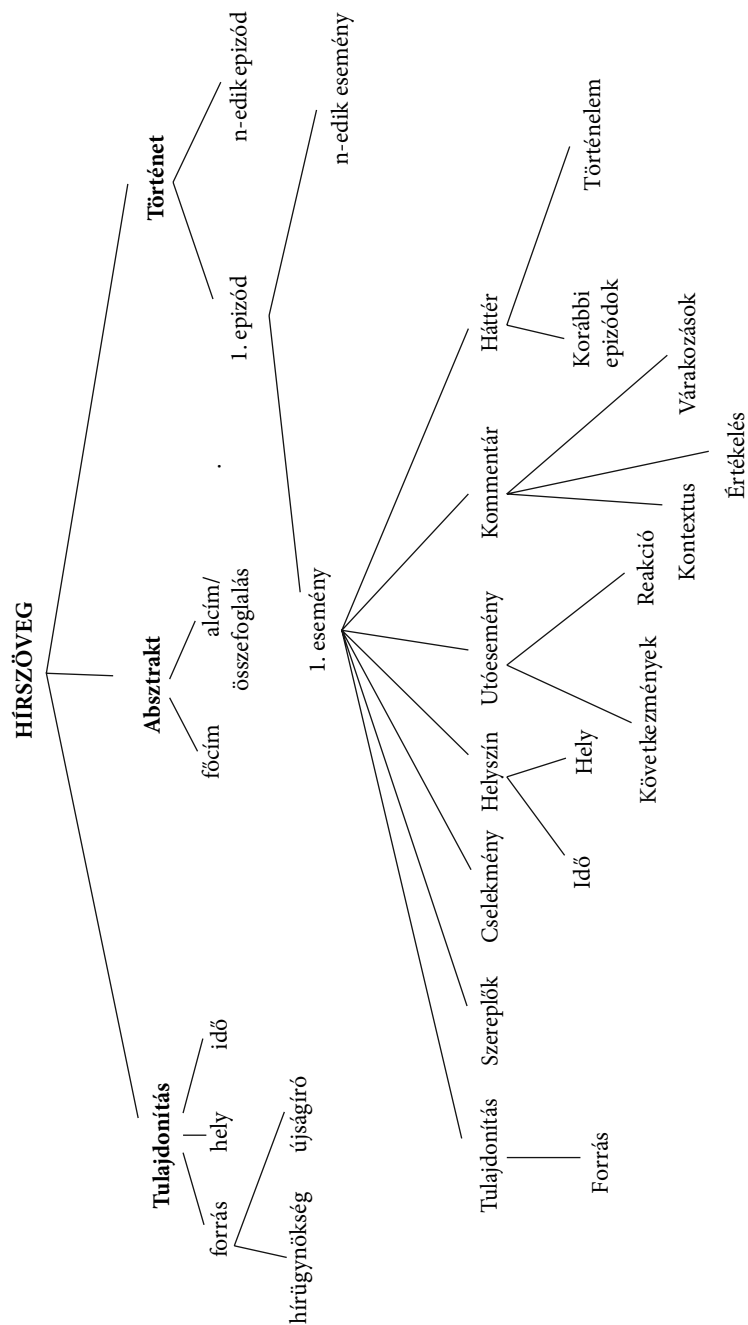 HÍRSZÖVEG
Tulajdonítás
Absztrakt
Történet
forrás
hely
idő
főcím
alcím/
összefoglalás
1. epizód
n-edik epizód
hírügynökség
újságíró
1. esemény
n-edik esemény
Tulajdonítás
Szereplők
Cselekmény
Helyszín
Utóesemény
Kommentár
Háttér
Forrás
Idő
Hely
Következmények
Reakció
Kontextus
Értékelés
Várakozások
Korábbi
epizódok
Történelem